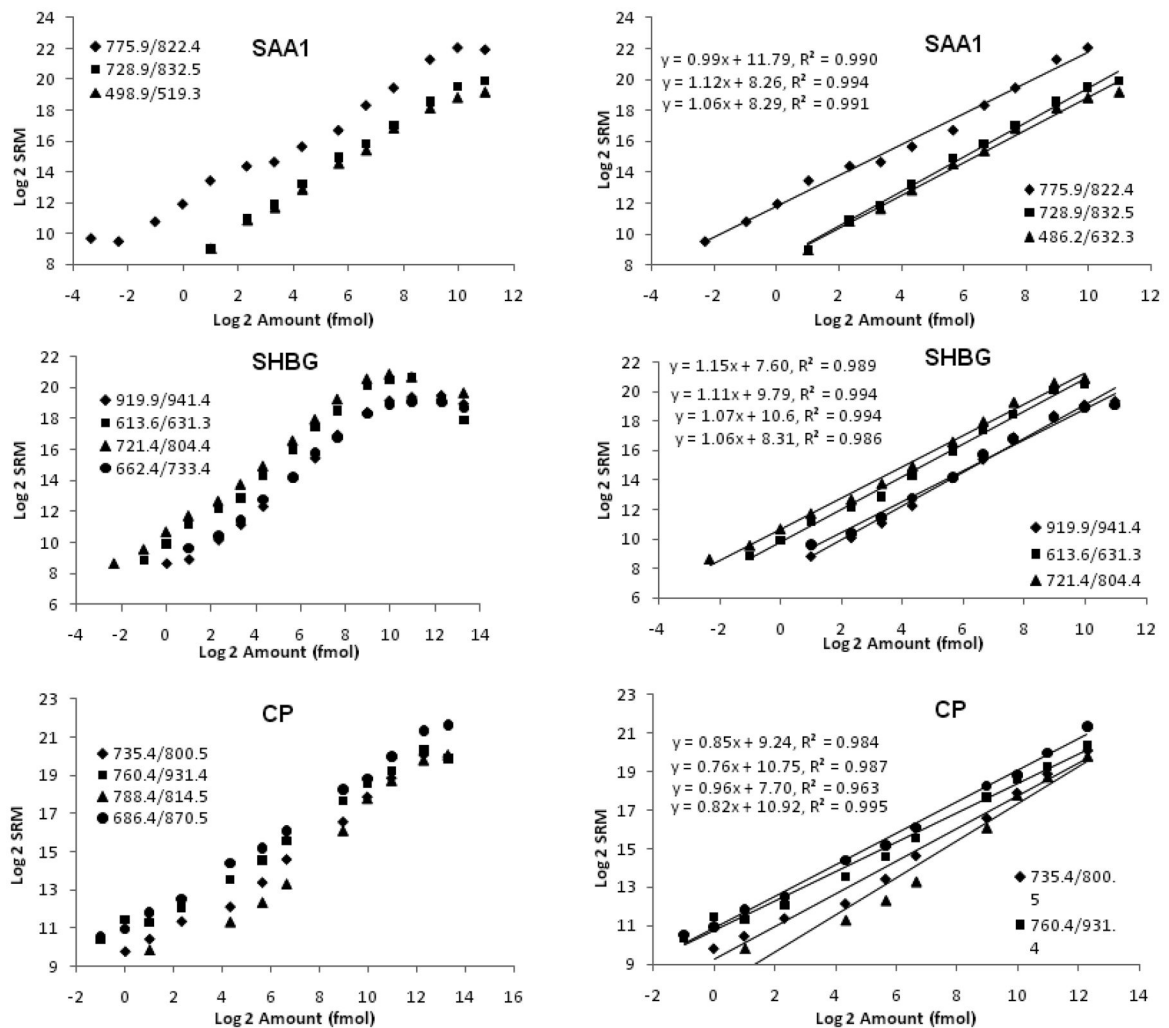 SAA1
24
22
20
18
16
14
12
10
8
Log 2 SRM
775.9/822.4
728.9/832.5
498.9/519.3
-4 -2 0 2 4 6 8 10 12
Log 2 Amount (fmol)
SAA1
24
22
20
18
16
14
12
10
8
Log 2 SRM
y = 0.99x + 11.79, R² = 0.990
y = 1.12x + 8.26, R² = 0.994
y = 1.06x + 8.29, R² = 0.991
775.9/822.4
728.9/832.5
486.2/632.3
-4 -2 0 2 4 6 8 10 12
Log 2 Amount (fmol)
SHBG
22
20
18
16
14
12
10
8
6
Log 2 SRM
919.9/941.4
613.6/631.3
721.4/804.4
662.4/733.4
-4 -2 0 2 4 6 8 10 12 14
Log 2 Amount (fmol)
SHBG
22
20
18
16
14
12
10
8
6
Log 2 SRM
y = 1.15x + 7.60, R² = 0.989
y = 1.11x + 9.79, R² = 0.994
y = 1.07x + 10.6, R² = 0.994
y = 1.06x + 8.31, R² = 0.986
919.9/941.4
613.6/631.3
721.4/804.4
-4 -2 0 2 4 6 8 10 12
Log 2 Amount (fmol)
CP
23
21
19
17
15
13
11
9
Log 2 SRM
735.4/800.5
760.4/931.4
788.4/814.5
686.4/870.5
-2 0 2 4 6 8 10 12 14 16
Log 2 Amount (fmol)
CP
23
21
19
17
15
13
11
9
Log 2 SRM
y = 0.85x + 9.24, R² = 0.984
y = 0.76x + 10.75, R² = 0.987
y = 0.96x + 7.70, R² = 0.963
y = 0.82x + 10.92, R² = 0.995
735.4/800.
5
760.4/931.
4
-2 0 2 4 6 8 10 12 14
Log 2 Amount (fmol)